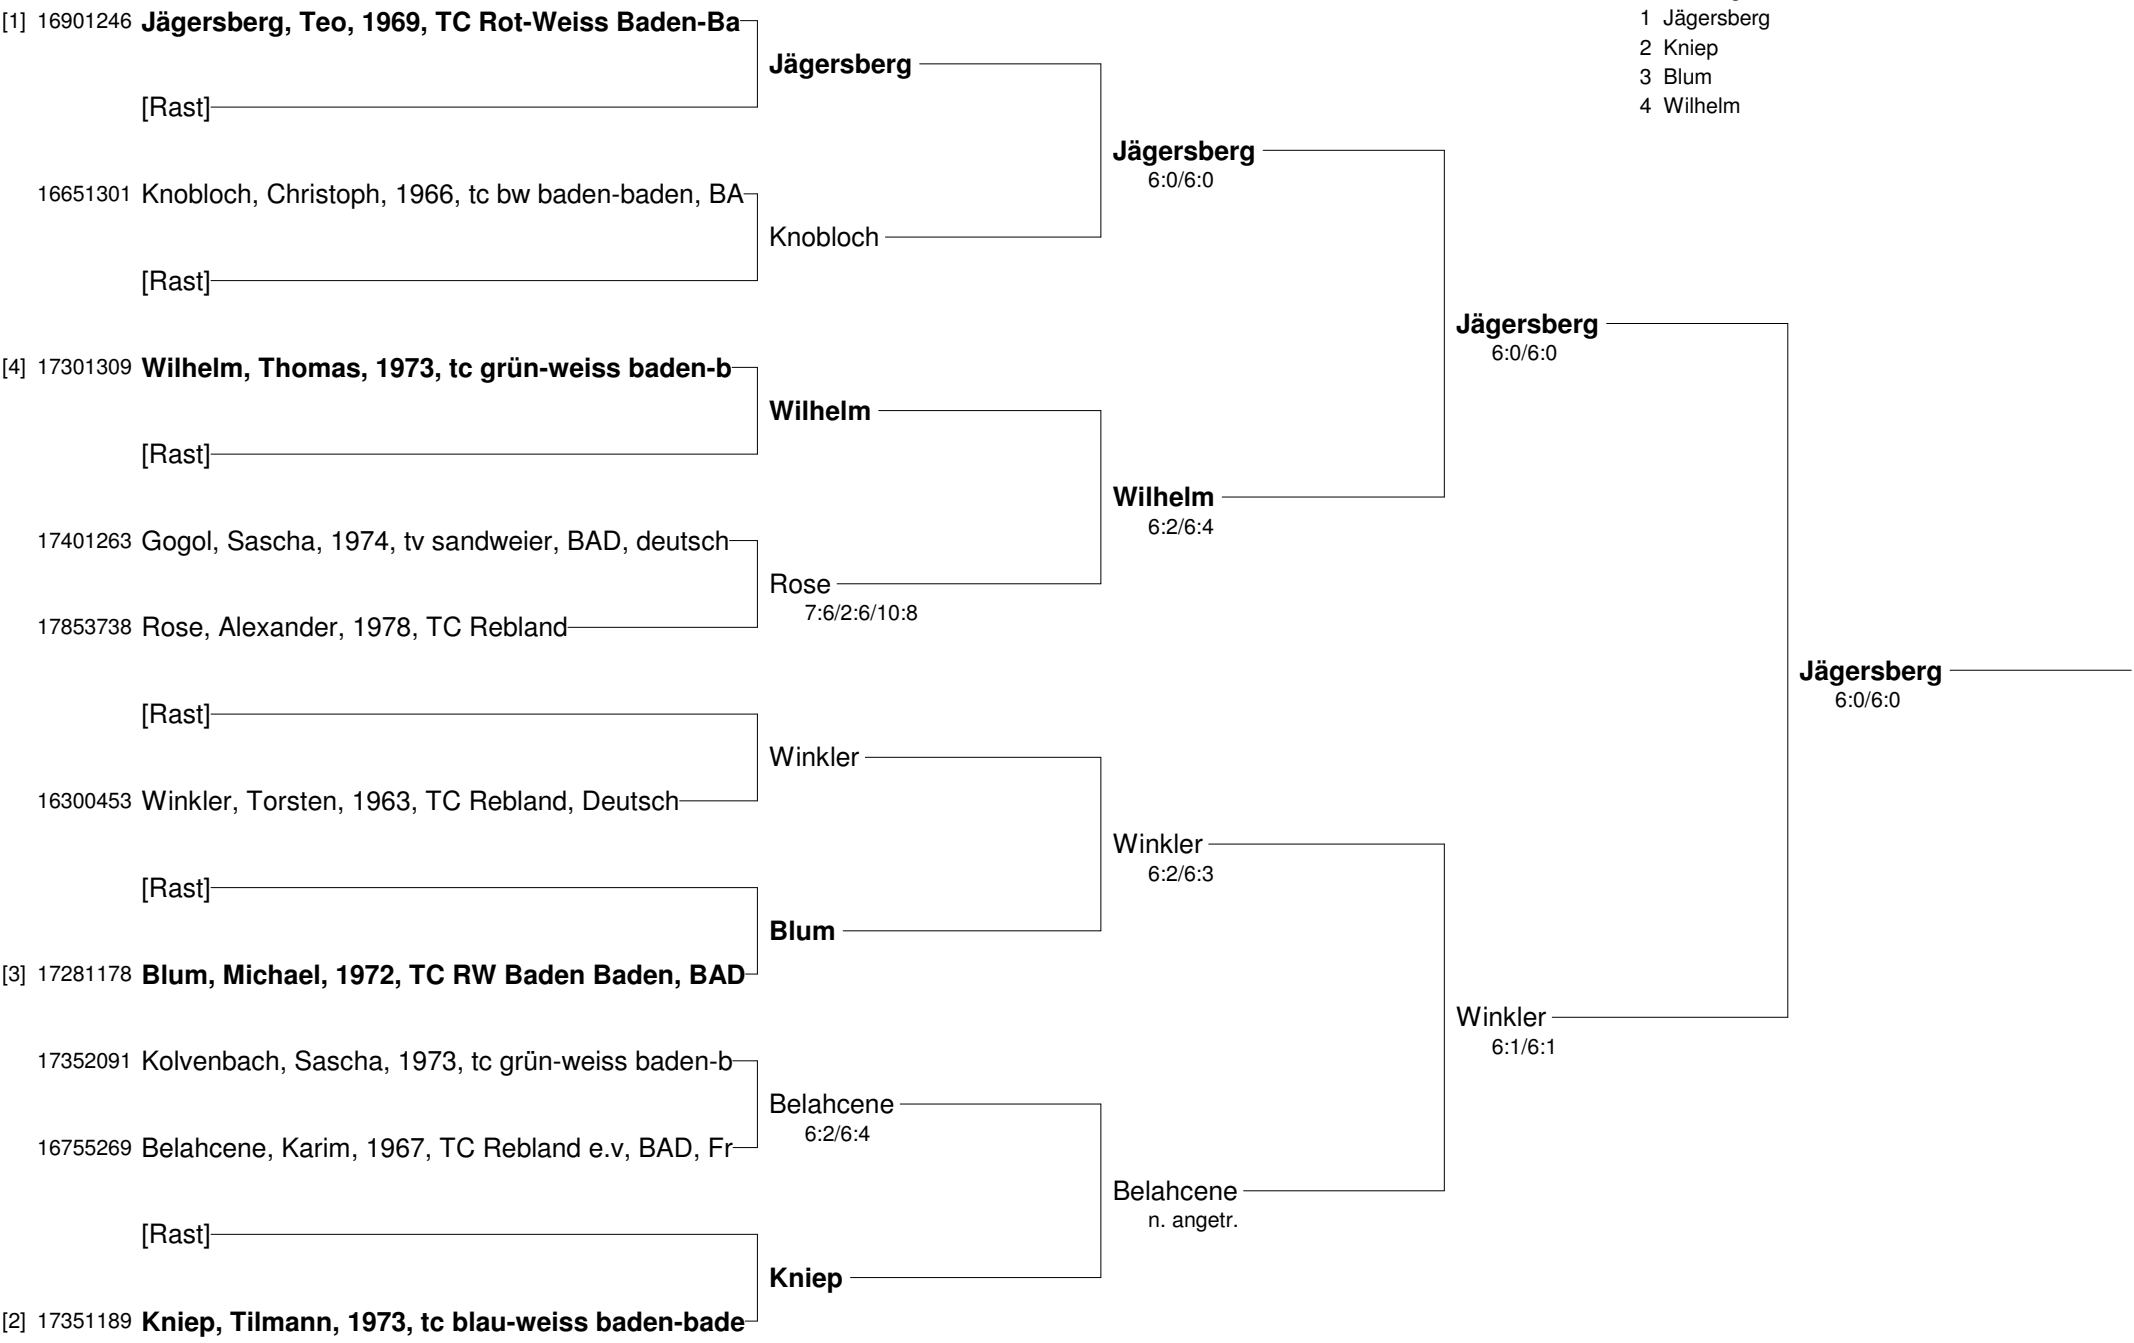 [1] 16901246 Jägersberg, Teo, 1969, TC Rot-Weiss Baden-Ba
1 Jägersberg
2 Kniep
Jägersberg
3 Blum
4 Wilhelm
[Rast]
Jägersberg
6:0/6:0
16651301 Knobloch, Christoph, 1966, tc bw baden-baden, BA
Knobloch
[Rast]
Jägersberg
6:0/6:0
[4] 17301309 Wilhelm, Thomas, 1973, tc grün-weiss baden-b
Wilhelm
[Rast]
Wilhelm
6:2/6:4
17401263 Gogol, Sascha, 1974, tv sandweier, BAD, deutsch
Rose
7:6/2:6/10:8
17853738 Rose, Alexander, 1978, TC Rebland
Jägersberg
6:0/6:0
[Rast]
Winkler
16300453 Winkler, Torsten, 1963, TC Rebland, Deutsch
Winkler
6:2/6:3
[Rast]
Blum
[3] 17281178 Blum, Michael, 1972, TC RW Baden Baden, BAD
Winkler
6:1/6:1
17352091 Kolvenbach, Sascha, 1973, tc grün-weiss baden-b
Belahcene
6:2/6:4
16755269 Belahcene, Karim, 1967, TC Rebland e.v, BAD, Fr
Belahcene
n. angetr.
[Rast]
Kniep
[2] 17351189 Kniep, Tilmann, 1973, tc blau-weiss baden-bade